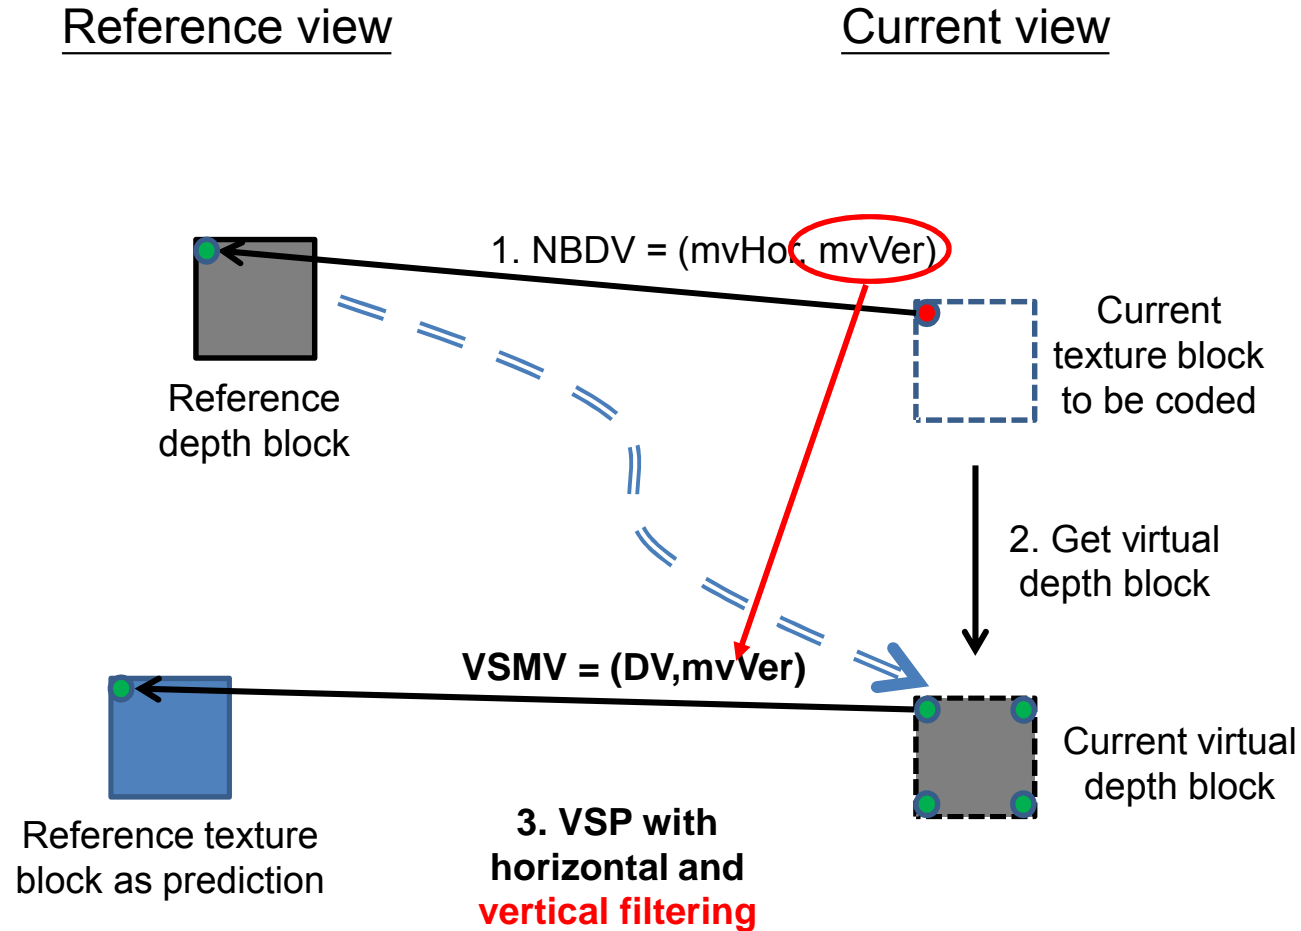 Reference view
Current view
1. NBDV = (mvHor, mvVer)
Current
texture block
to be coded
Reference
depth block
2. Get virtual
depth block
VSMV = (DV,mvVer)
Current virtual
depth block
Reference texture
block as prediction
3. VSP with
horizontal and
vertical filtering